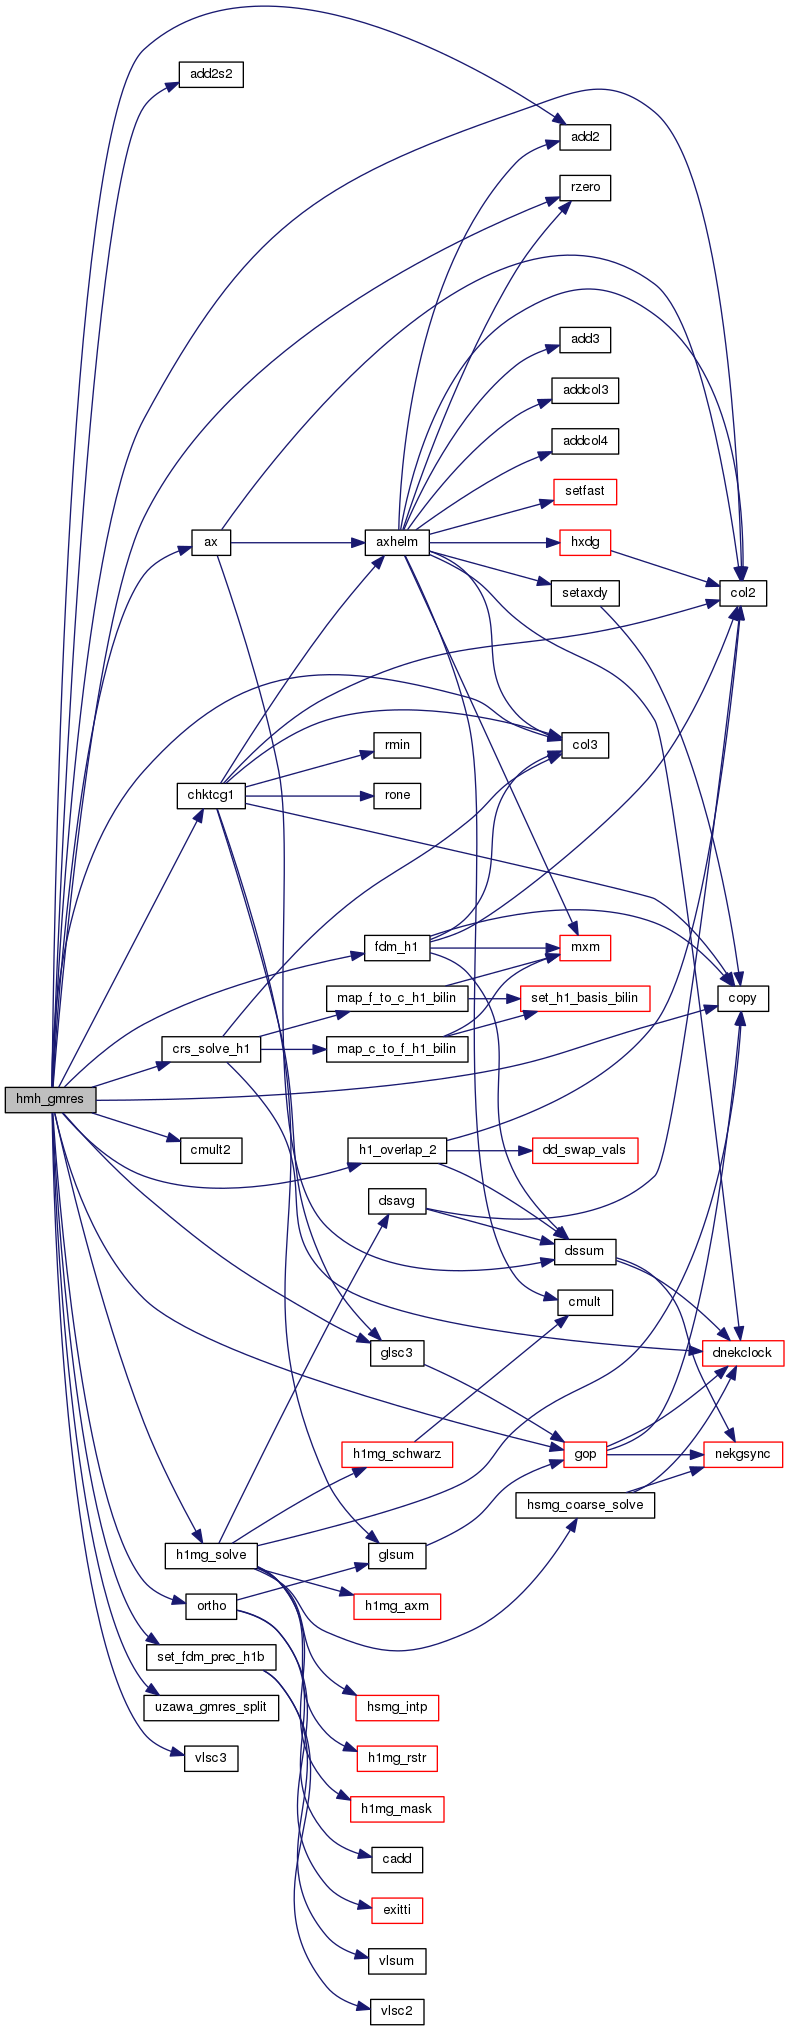 add2s2
add2
rzero
add3
addcol3
addcol4
setfast
ax
axhelm
hxdg
setaxdy
col2
rmin
col3
chktcg1
rone
fdm_h1
mxm
map_f_to_c_h1_bilin
set_h1_basis_bilin
copy
crs_solve_h1
map_c_to_f_h1_bilin
hmh_gmres
cmult2
h1_overlap_2
dd_swap_vals
dsavg
dssum
cmult
glsc3
dnekclock
h1mg_schwarz
gop
nekgsync
hsmg_coarse_solve
h1mg_solve
glsum
ortho
h1mg_axm
set_fdm_prec_h1b
uzawa_gmres_split
hsmg_intp
vlsc3
h1mg_rstr
h1mg_mask
cadd
exitti
vlsum
vlsc2